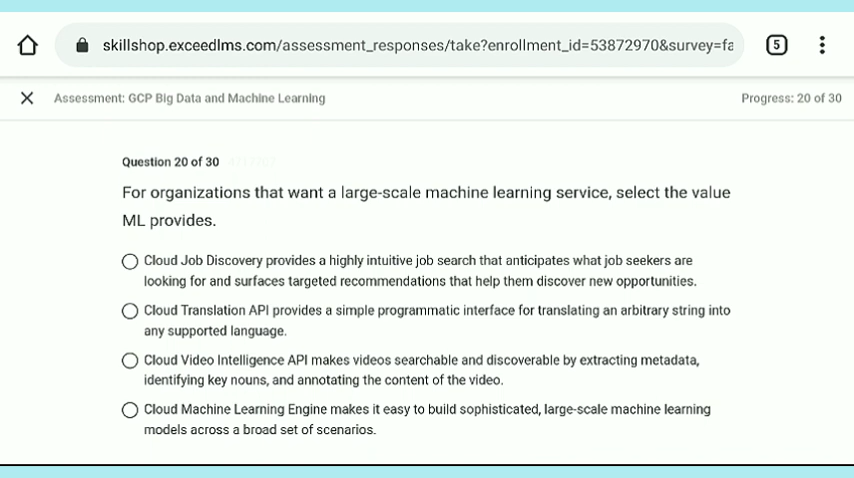 skillshop.exceedlms.com/assessment_responses/take?enrollment_id=53872970&survey=fa
5
Assessment: GCP Big Data and Machine Learning
Progress: 20 of 30
Question 20 of 30
For organizations that want a large-scale machine learning service, select the value
ML provides.
Cloud Job Discovery provides a highly intuitive job search that anticipates what job seekers are
looking for and surfaces targeted recommendations that help them discover new opportunities.
Cloud Translation API provides a simple programmatic interface for translating an arbitrary string into
any supported language.
Cloud Video Intelligence API makes videos searchable and discoverable by extracting metadata,
identifying key nouns, and annotating the content of the video.
Cloud Machine Learning Engine makes it easy to build sophisticated, large-scale machine learning
models across a broad set of scenarios.